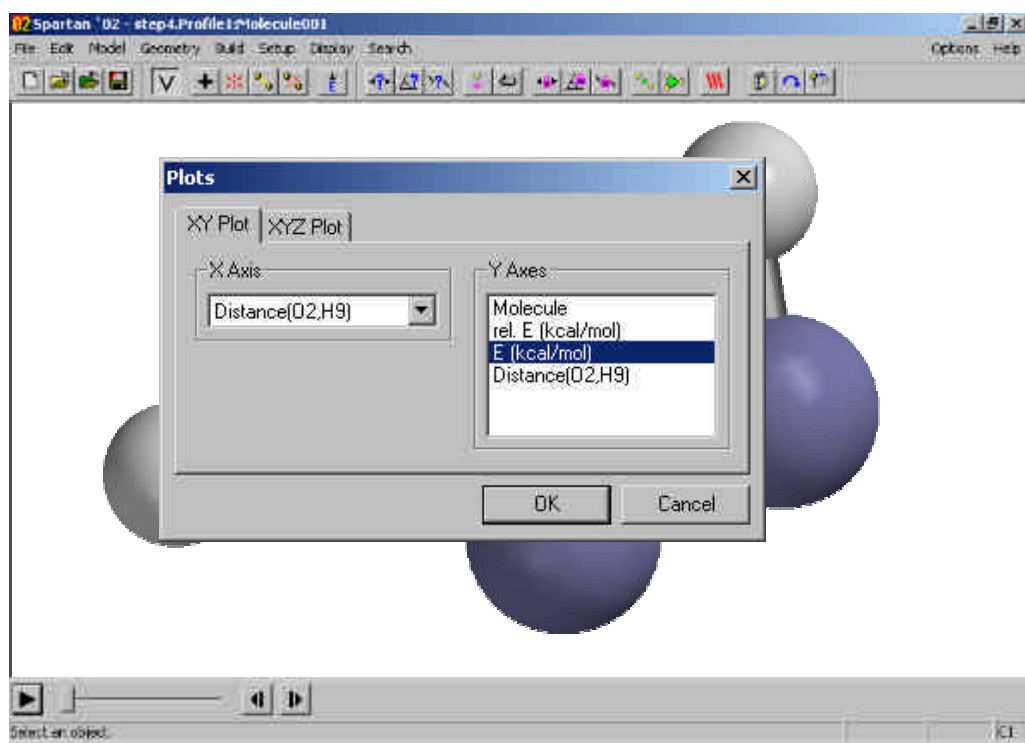 Spartan '02 - step4.Profile1:Molecule001
File Edit Model Geometry Build Setup Display Search Options Help
Plots
XY Plot XYZ Plot
X Axis
Distance(O2,H9)
Y Axes
Molecule
rel. E (kcal/mol)
E (kcal/mol)
Distance(O2,H9)
OK Cancel
Select an object.
C1